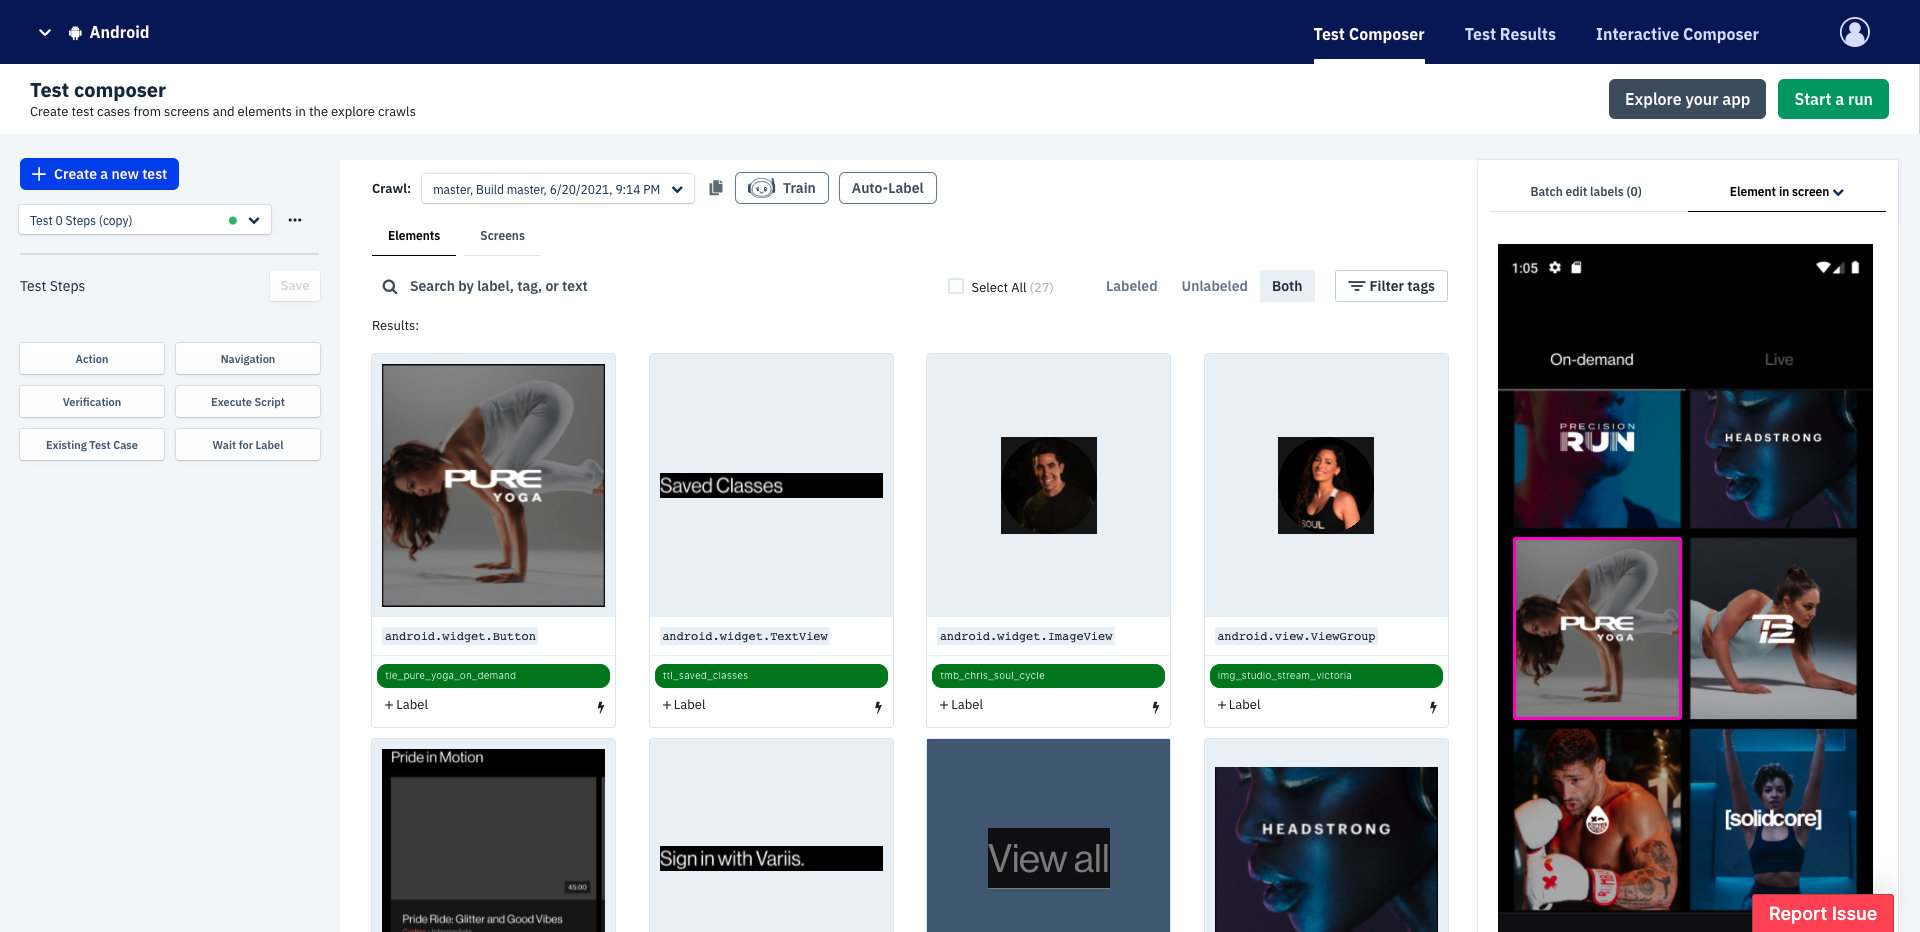 Android
Test Composer
Test Results
Interactive Composer
Test composer
Create test cases from screens and elements in the explore crawls
Explore your app
Start a run
Create a new test
Test 0 Steps (copy)
Test Steps
Save
Action
Navigation
Verification
Execute Script
Existing Test Case
Wait for Label
Crawl:
master, Build master, 6/20/2021, 9:14 PM
Train
Auto-Label
Elements
Screens
Search by label, tag, or text
Select All (27)
Labeled
Unlabeled
Both
Filter tags
Results:
PURE
YOGA
android.widget.Button
tle_pure_yoga_on_demand
+ Label
Saved Classes
android.widget.TextView
ttl_saved_classes
+ Label
android.widget.ImageView
tmb_chris_soul_cycle
+ Label
SOUL
android.view.ViewGroup
img_studio_stream_victoria
+ Label
Pride in Motion
45:00
Pride Ride: Glitter and Good Vibes
Sign in with Variis.
View all
HEADSTRONG
Batch edit labels (0)
Element in screen
1:05
On-demand
Live
PRECISION
RUN
HEADSTRONG
PURE
YOGA
[solidcore]
Report Issue